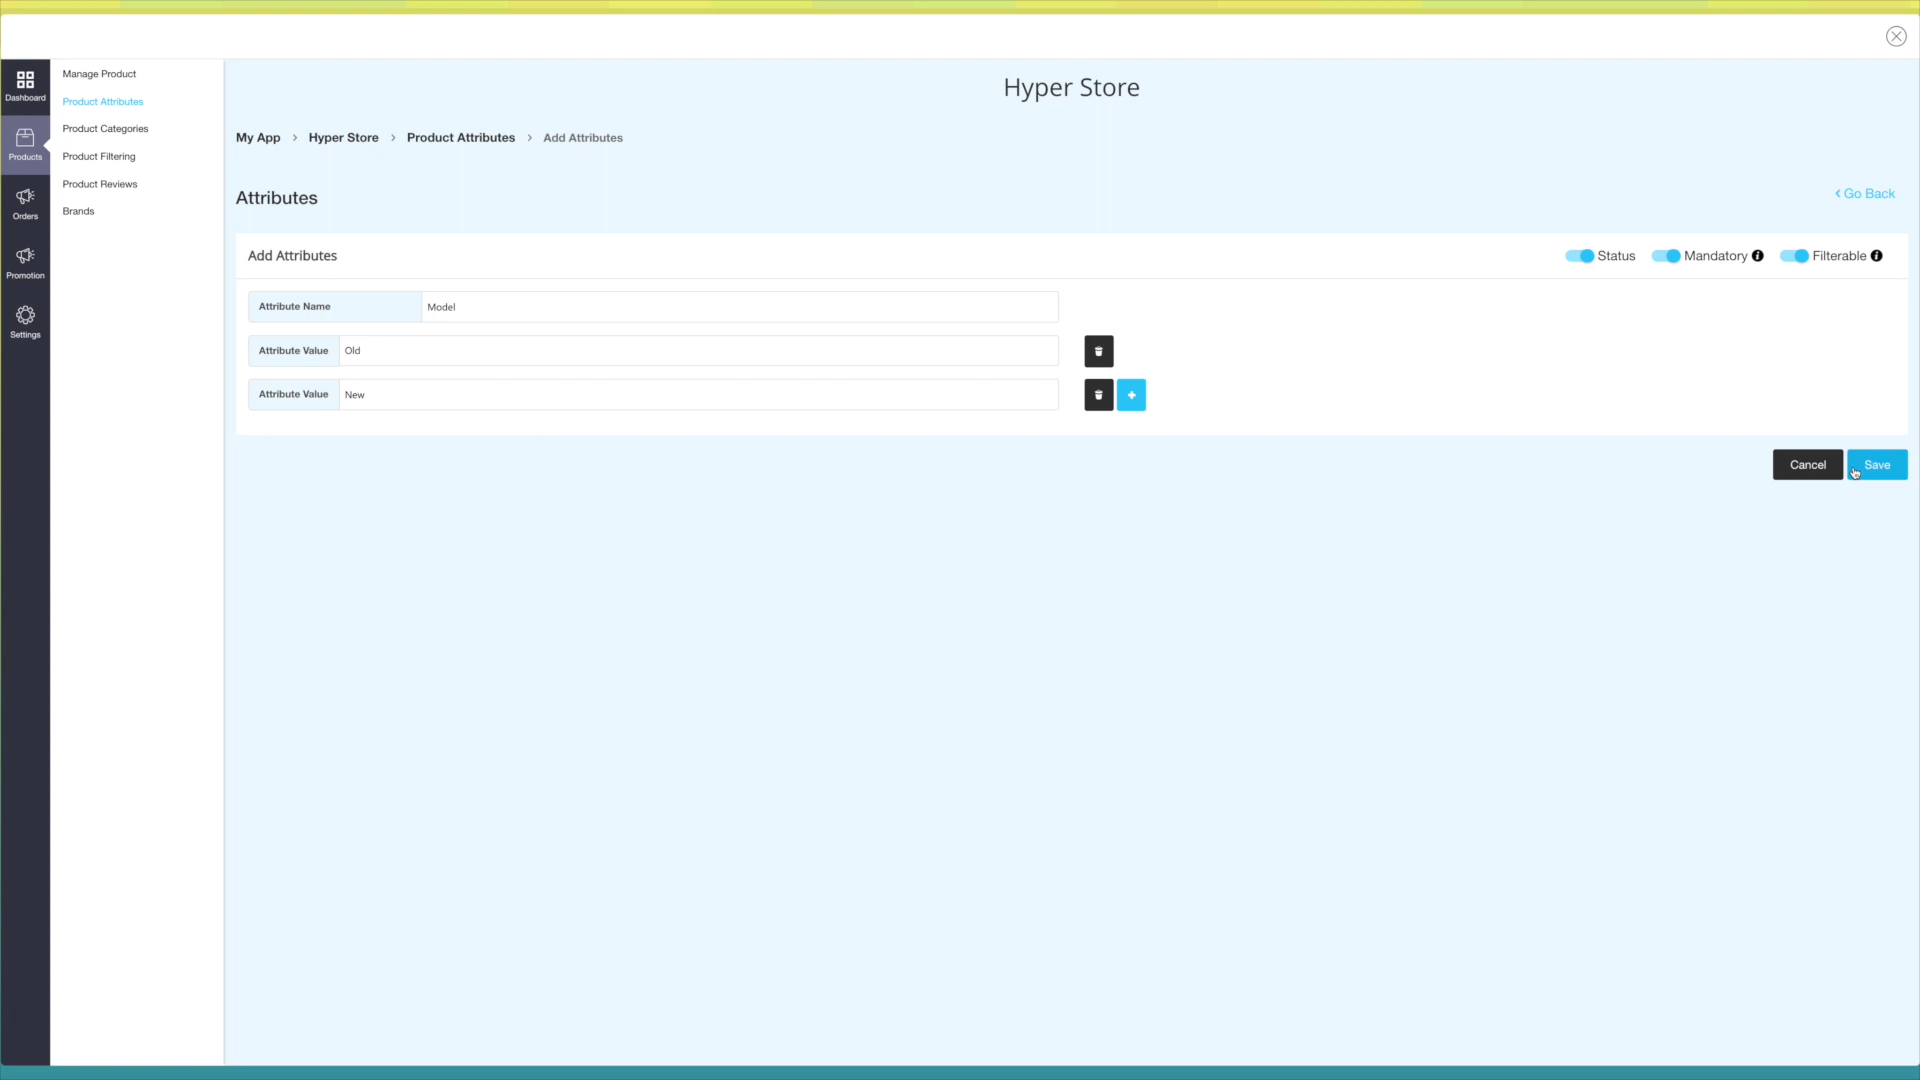 Dashboard
Products
Orders
Promotion
Settings
Manage Product
Product Attributes
Product Categories
Product Filtering
Product Reviews
Brands
Hyper Store
My App > Hyper Store > Product Attributes > Add Attributes
Attributes
< Go Back
Add Attributes
Status Mandatory Filterable
Attribute Name Model
Attribute Value Old
Attribute Value New
Cancel Save